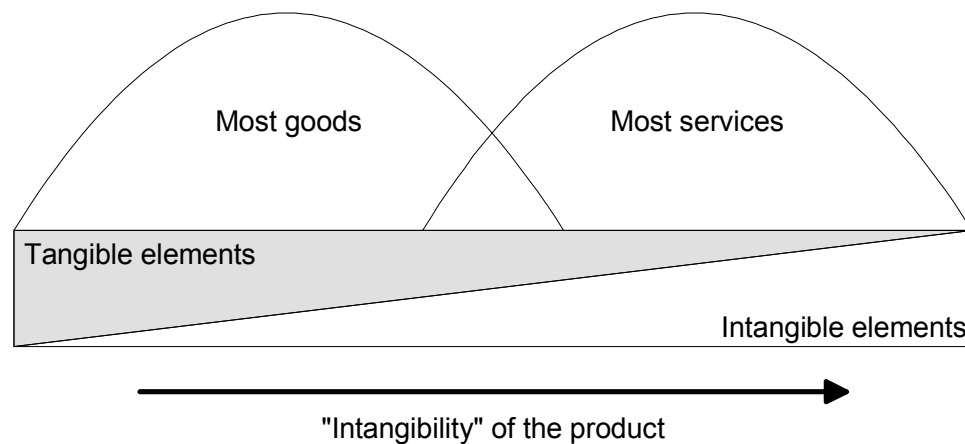 Most goods
Most services
Tangible elements
Intangible elements
"Intangibility" of the product